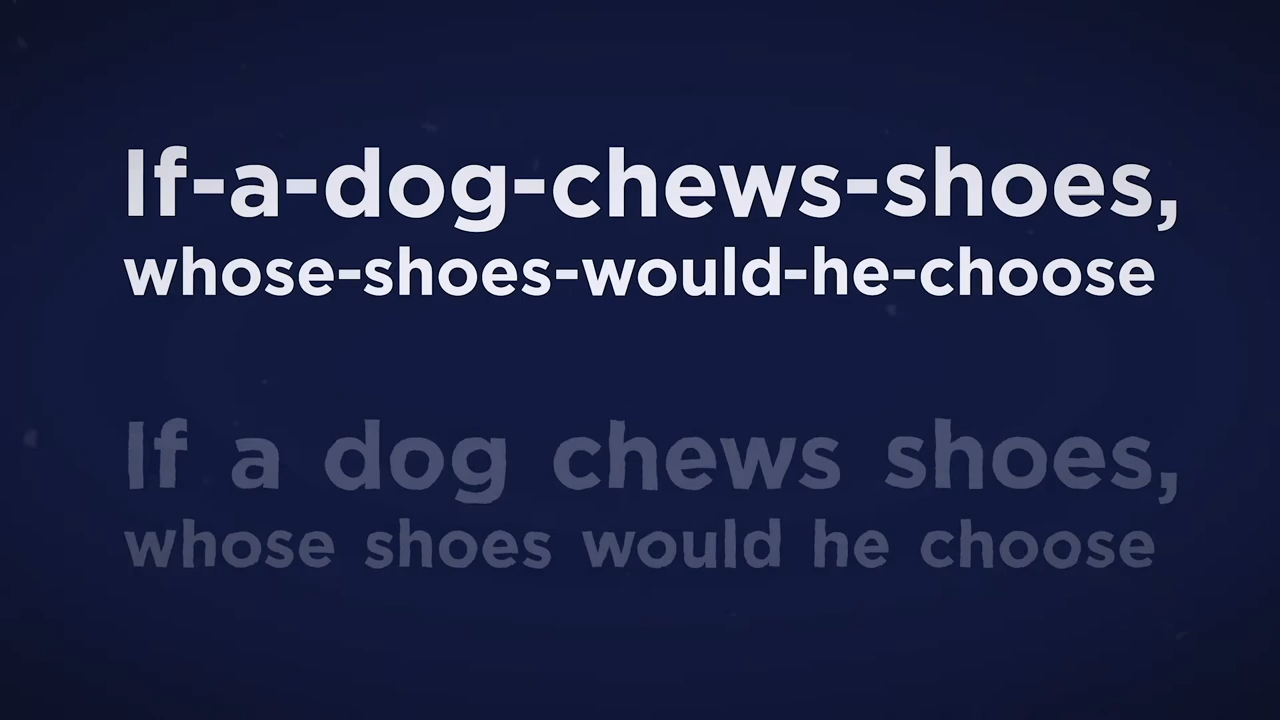 If-a-dog-chews-shoes,
whose-shoes-would-he-choose
If a dog chews shoes,
whose shoes would he choose